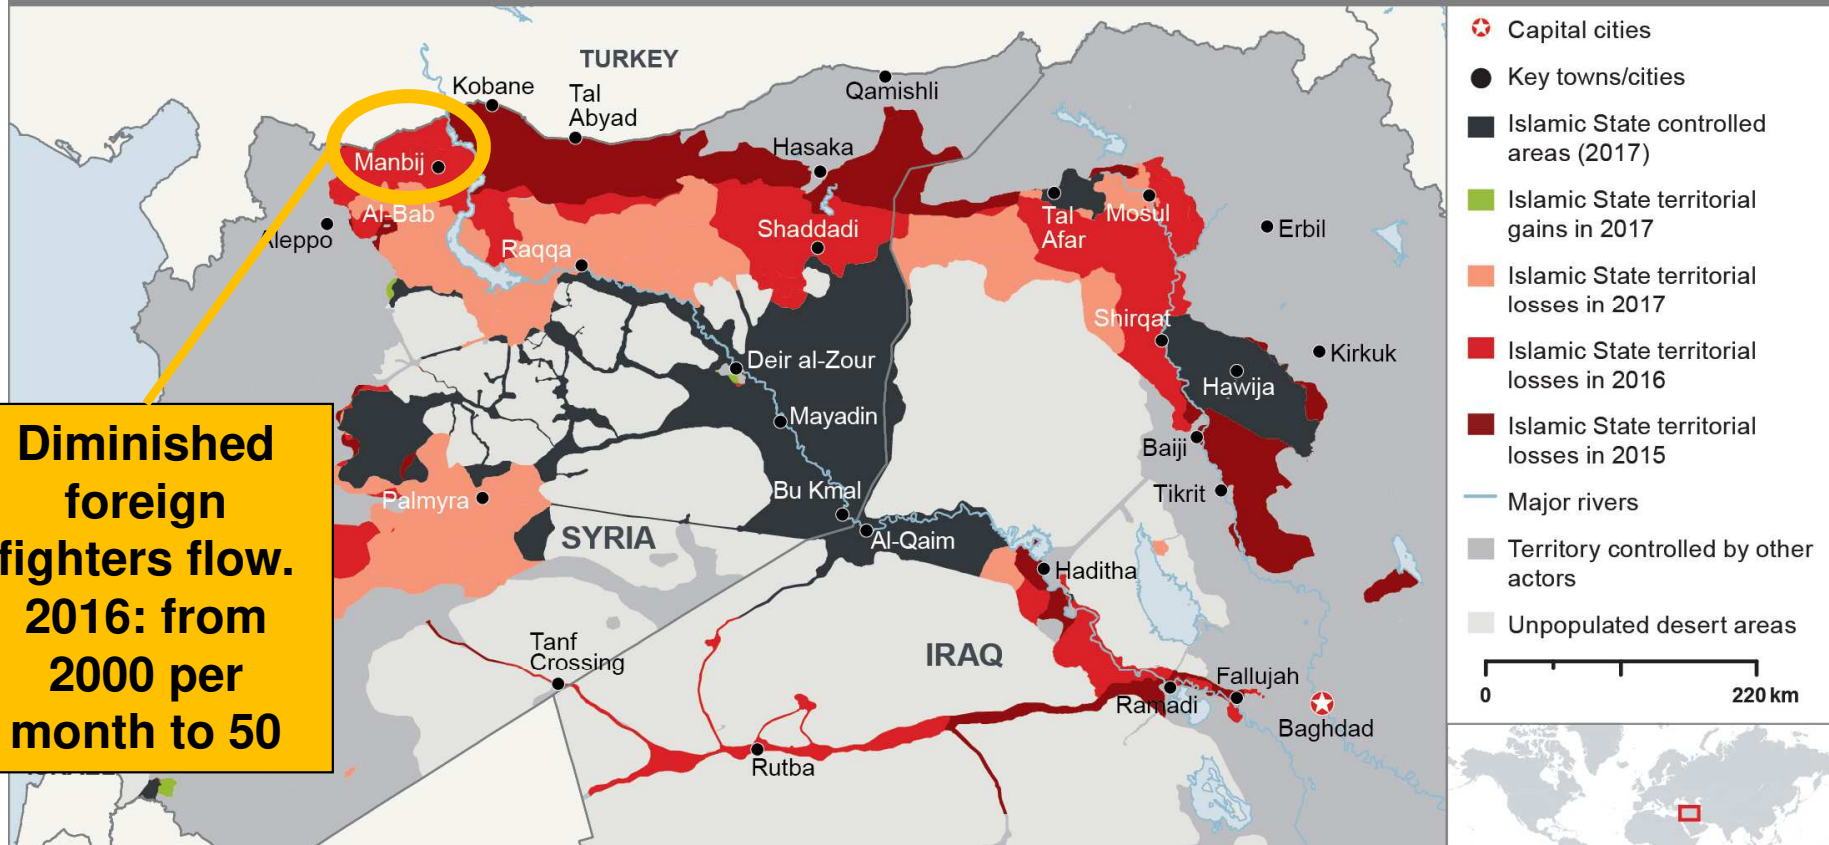 TURKEY
Kobane
Tal
Abyad
Qamishli
Hasaka
Manbij
Al-Bab
Aleppo
Raqqa
Shaddadi
Tal
Afar
Mosul
Erbil
Shirqat
Kirkuk
Hawija
Deir al-Zour
Mayadin
Baiji
Tikrit
Bu Kmal
Palmyra
SYRIA
Al-Qaim
Haditha
Tanf
Crossing
IRAQ
Fallujah
Ramadi
Baghdad
Rutba
Diminished
foreign
fighters flow.
2016: from
2000 per
month to 50
Capital cities
Key towns/cities
Islamic State controlled
areas (2017)
Islamic State territorial
gains in 2017
Islamic State territorial
losses in 2017
Islamic State territorial
losses in 2016
Islamic State territorial
losses in 2015
Major rivers
Territory controlled by other
actors
Unpopulated desert areas
0 220 km